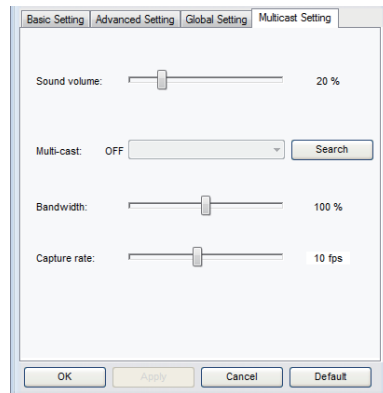 Basic Setting Advanced Setting Global Setting Multicast Setting
Sound volume: 20 %
Multi-cast: OFF Search
Bandwidth: 100 %
Capture rate: 10 fps
OK Apply Cancel Default